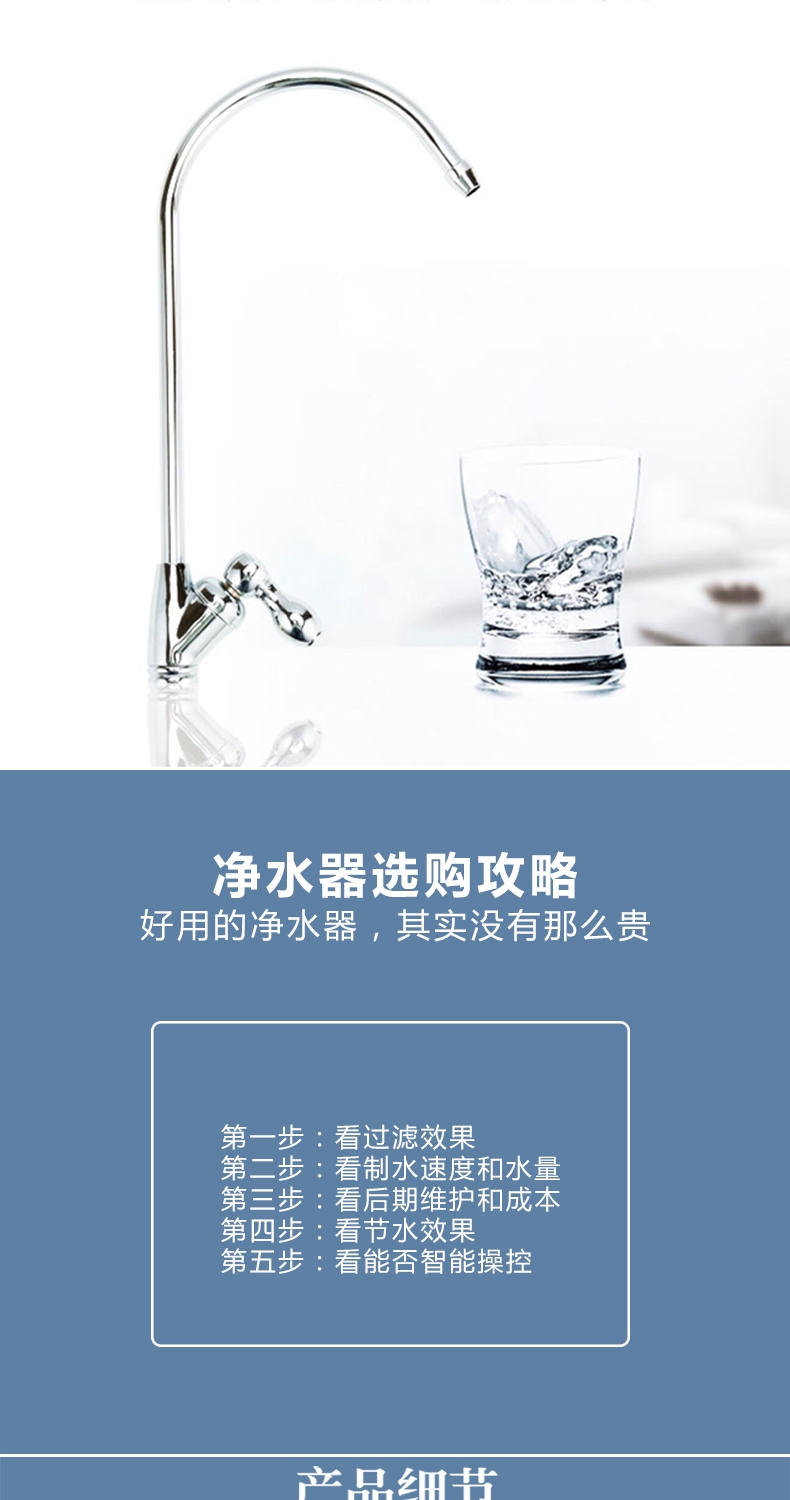 净水器选购攻略
好用的净水器，其实没有那么贵
第一步：看过滤效果
第二步：看制水速度和水量
第三步：看后期维护和成本
第四步：看节水效果
第五步：看能否智能操控
产品细节